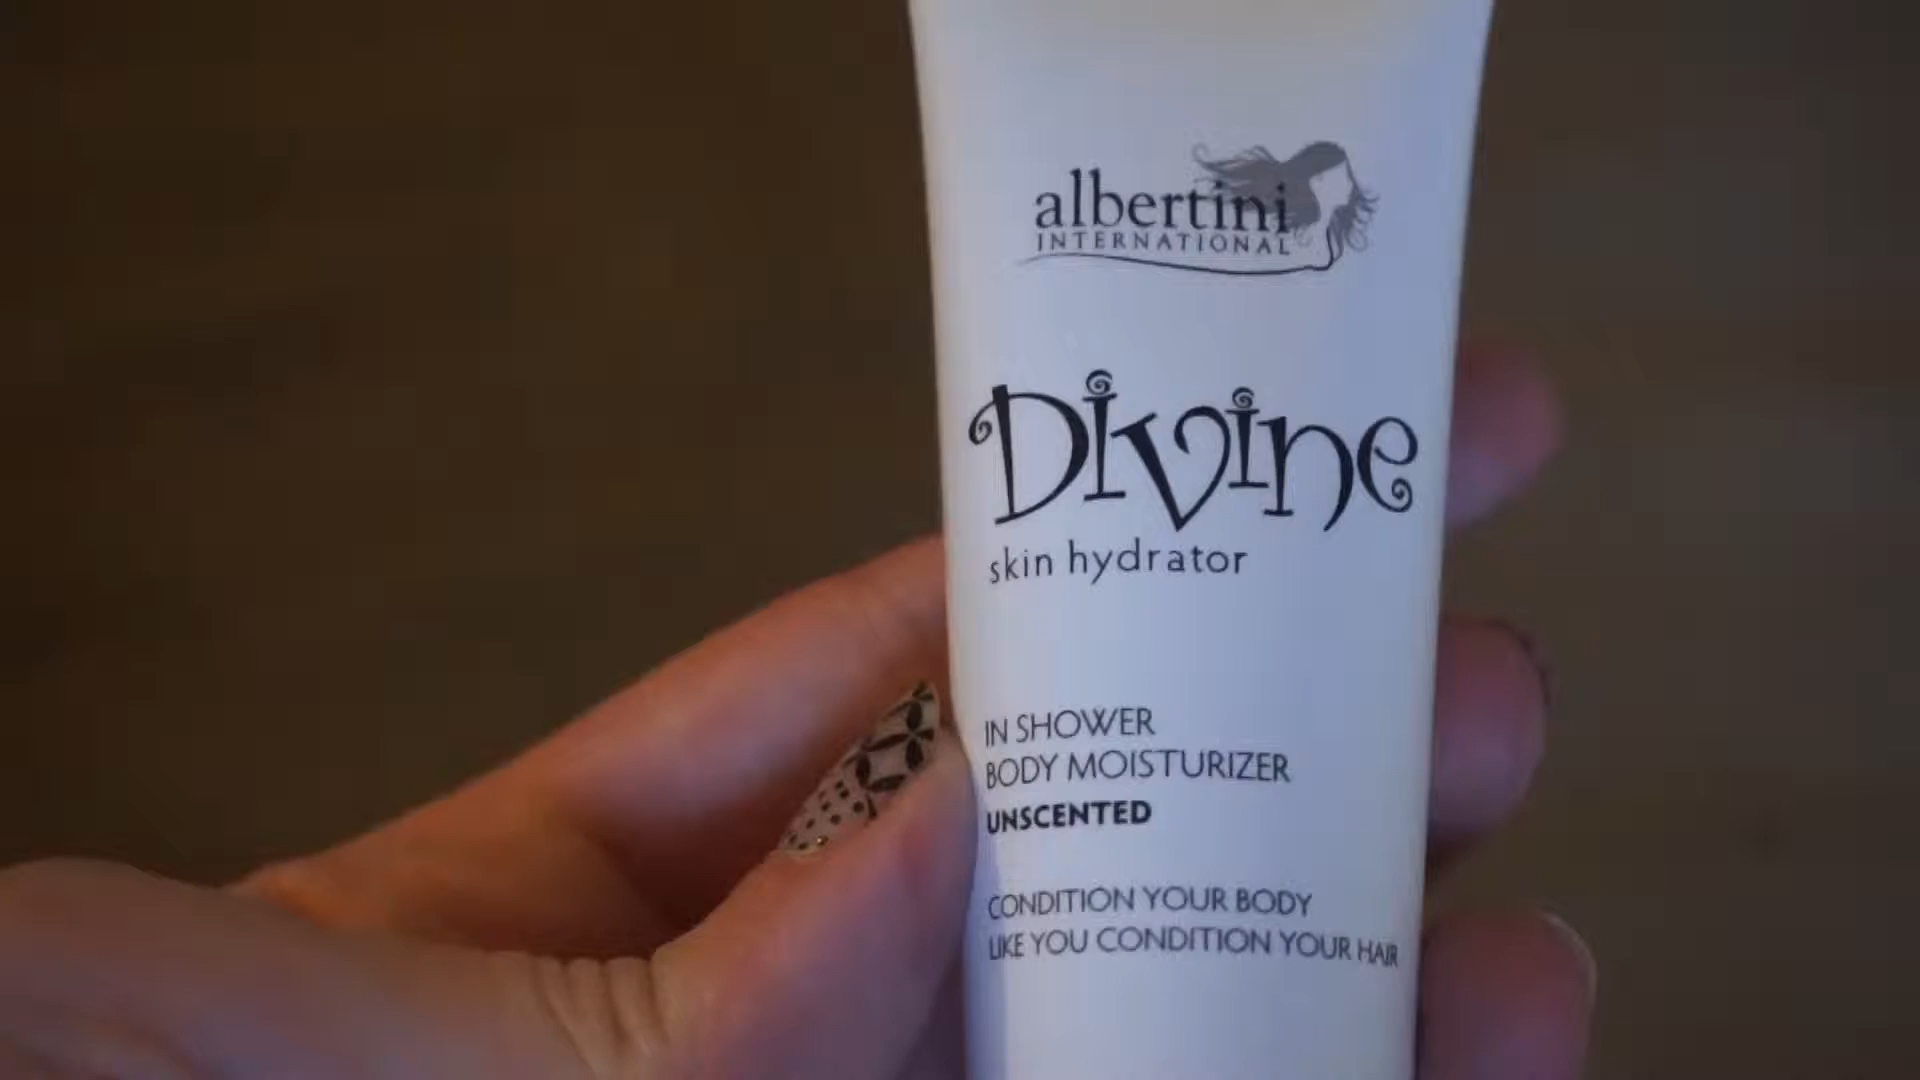 albertini
INTERNATIONAL
Divine
skin hydrator
IN SHOWER
BODY MOISTURIZER
UNSCENTED
CONDITION YOUR BODY
LIKE YOU CONDITION YOUR HAIR